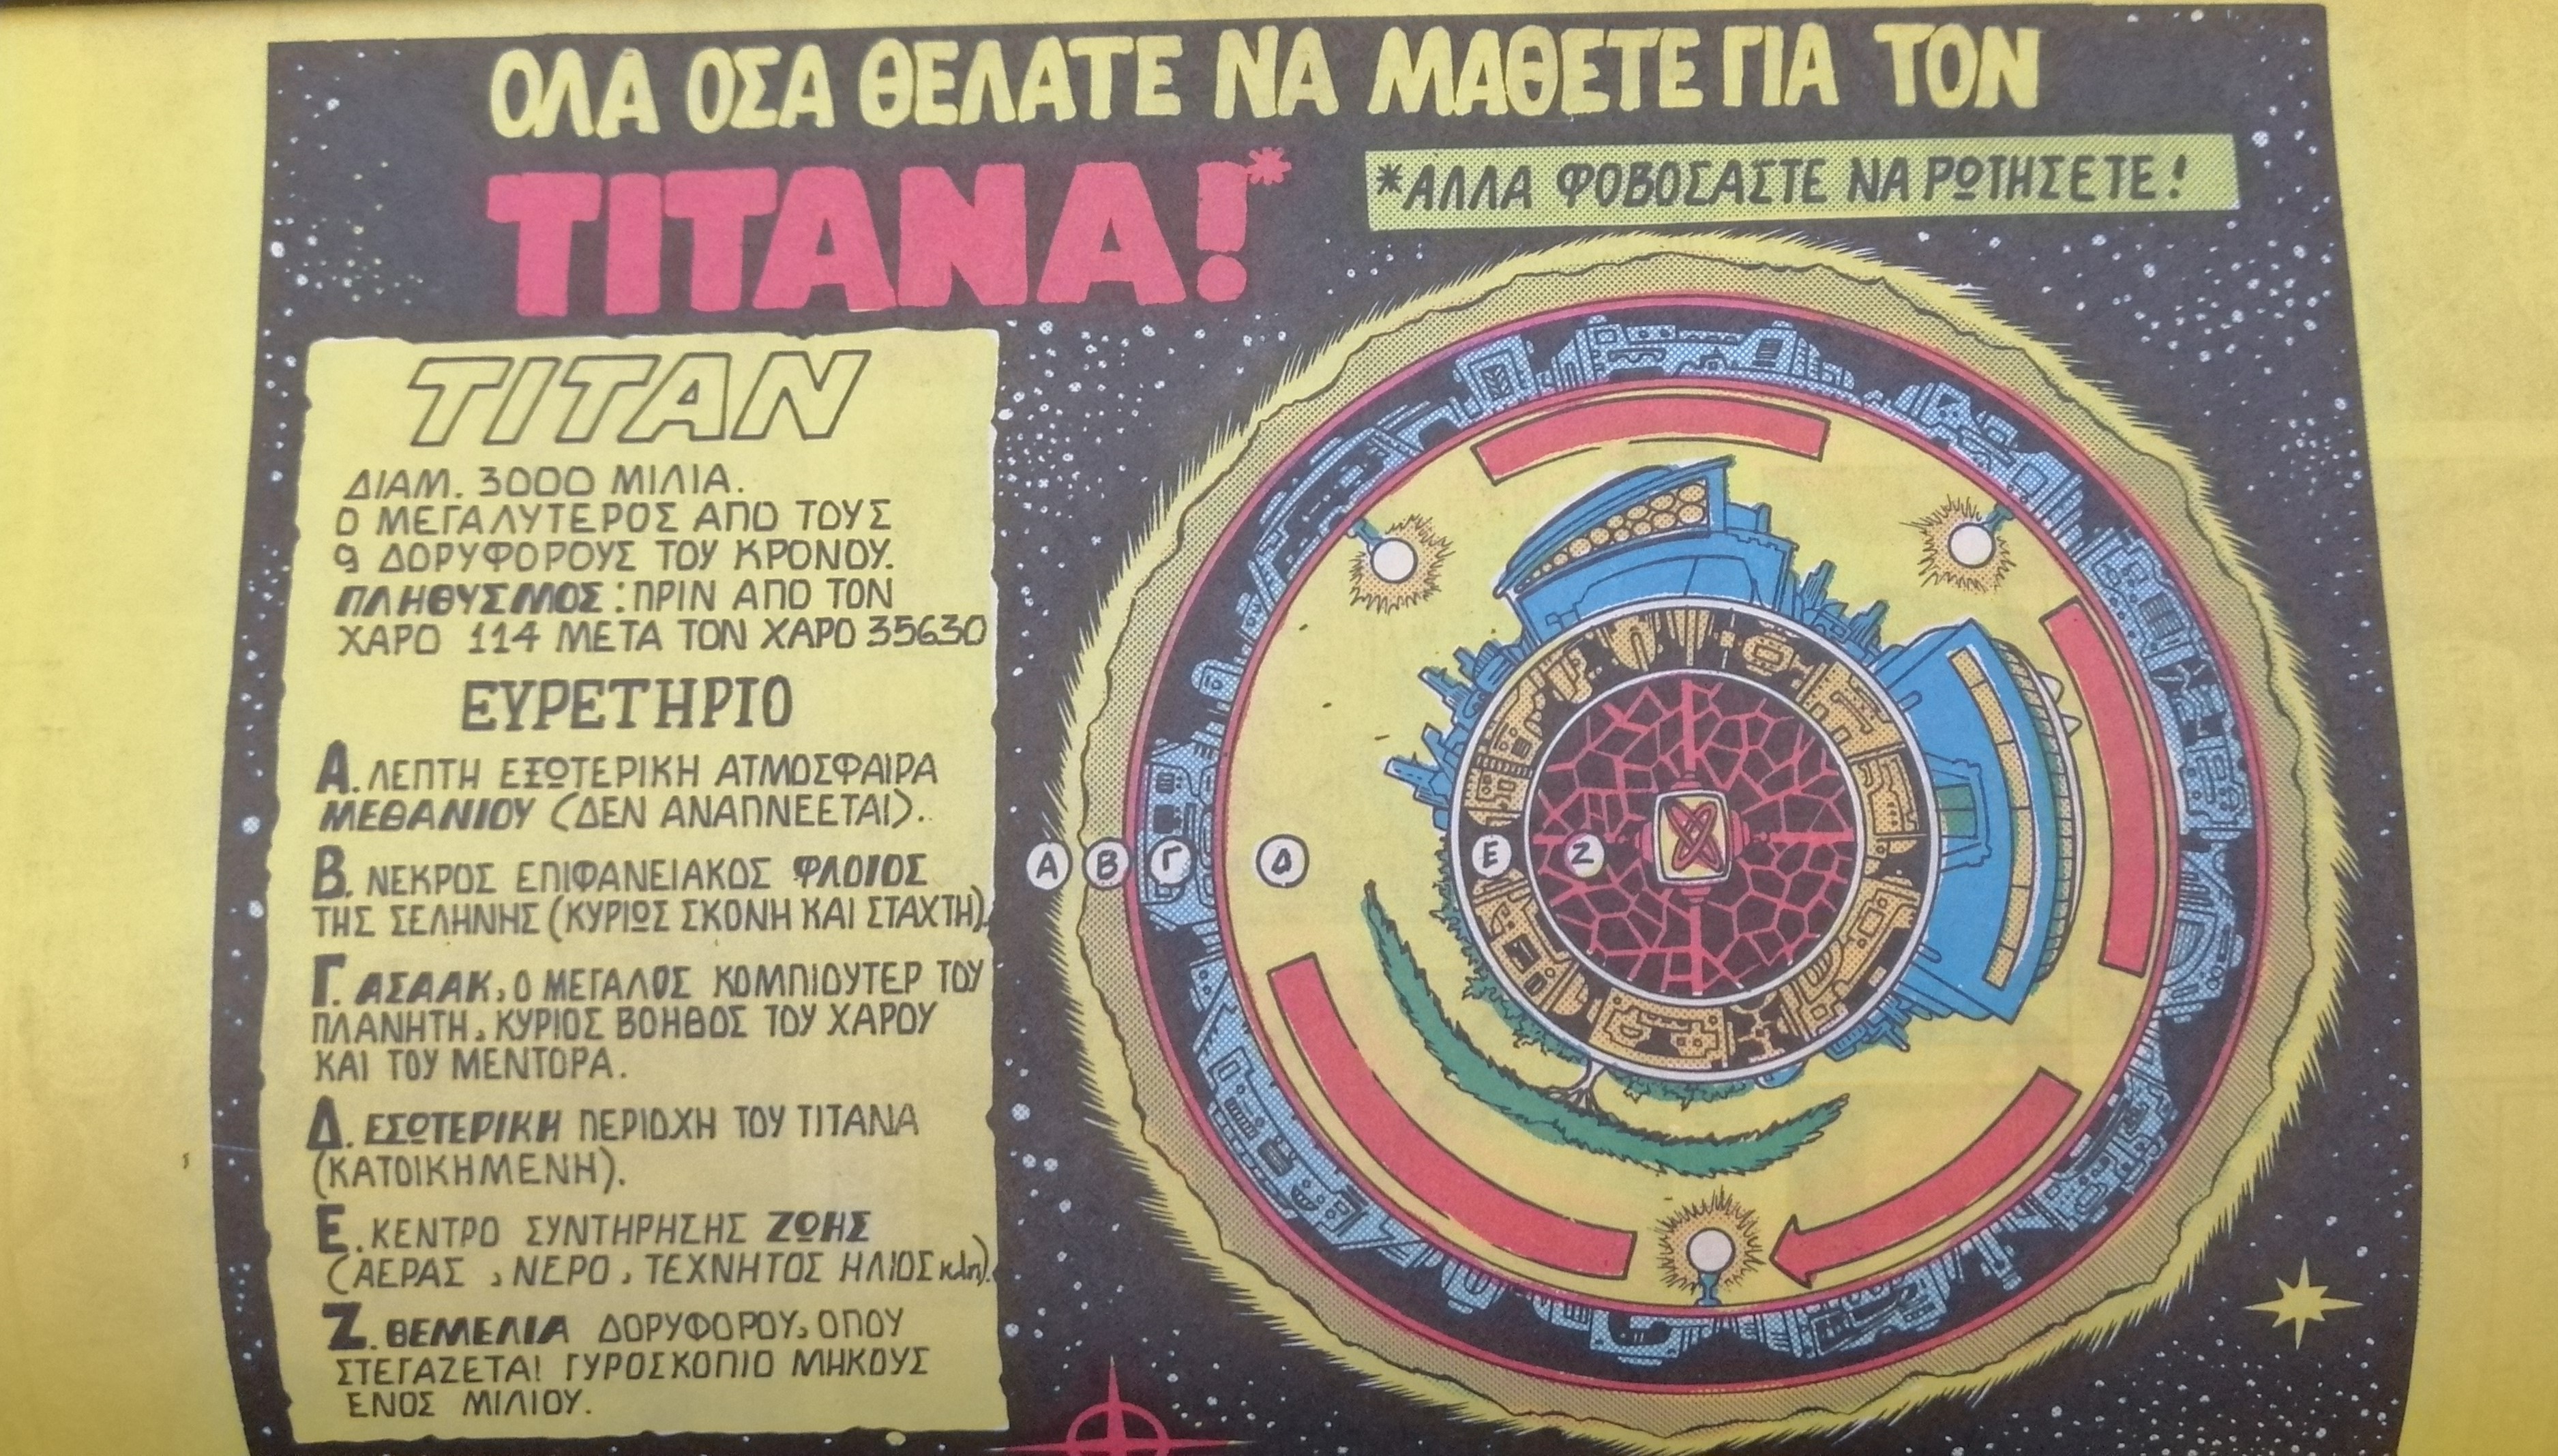 ΟΛΑ ΟΣΑ ΘΕΛΑΤΕ ΝΑ ΜΑΘΕΤΕ ΓΙΑ ΤΟΝ
ΤΙΤΑΝΑ!*
*ΑΛΛΑ ΦΟΒΟΣΑΣΤΕ ΝΑ ΡΩΤΗΣΕΤΕ!
ΤΙΤΑΝ
ΔΙΑΜ. 3000 ΜΙΛΙΑ.
Ο ΜΕΓΑΛΥΤΕΡΟΣ ΑΠΟ ΤΟΥΣ
9 ΔΟΡΥΦΟΡΟΥΣ ΤΟΥ ΚΡΟΝΟΥ.
ΠΛΗΘΥΣΜΟΣ: ΠΡΙΝ ΑΠΟ ΤΟΝ
ΧΑΡΟ 114 ΜΕΤΑ ΤΟΝ ΧΑΡΟ 35630
ΕΥΡΕΤΗΡΙΟ
Α. ΛΕΠΤΗ ΕΞΩΤΕΡΙΚΗ ΑΤΜΟΣΦΑΙΡΑ
ΜΕΘΑΝΙΟΥ (ΔΕΝ ΑΝΑΠΝΕΕΤΑΙ).
Β. ΝΕΚΡΟΣ ΕΠΙΦΑΝΕΙΑΚΟΣ ΦΛΟΙΟΣ
ΤΗΣ ΣΕΛΗΝΗΣ (ΚΥΡΙΩΣ ΣΚΟΝΗ ΚΑΙ ΣΤΑΧΤΗ).
Γ. ΑΣΑΑΚ, Ο ΜΕΓΑΛΟΣ ΚΟΜΠΙΟΥΤΕΡ ΤΟΥ
ΠΛΑΝΗΤΗ, ΚΥΡΙΟΣ ΒΟΗΘΟΣ ΤΟΥ ΧΑΡΟΥ
ΚΑΙ ΤΟΥ ΜΕΝΤΟΡΑ.
Δ. ΕΣΩΤΕΡΙΚΗ ΠΕΡΙΟΧΗ ΤΟΥ ΤΙΤΑΝΑ
(ΚΑΤΟΙΚΗΜΕΝΗ).
Ε. ΚΕΝΤΡΟ ΣΥΝΤΗΡΗΣΗΣ ΖΩΗΣ
(ΑΕΡΑΣ, ΝΕΡΟ, ΤΕΧΝΗΤΟΣ ΗΛΙΟΣ κλπ).
Ζ. ΘΕΜΕΛΙΑ ΔΟΡΥΦΟΡΟΥ, ΟΠΟΥ
ΣΤΕΓΑΖΕΤΑΙ ΓΥΡΟΣΚΟΠΙΟ ΜΗΚΟΥΣ
ΕΝΟΣ ΜΙΛΙΟΥ.
Α Β Γ Δ Ε Ζ